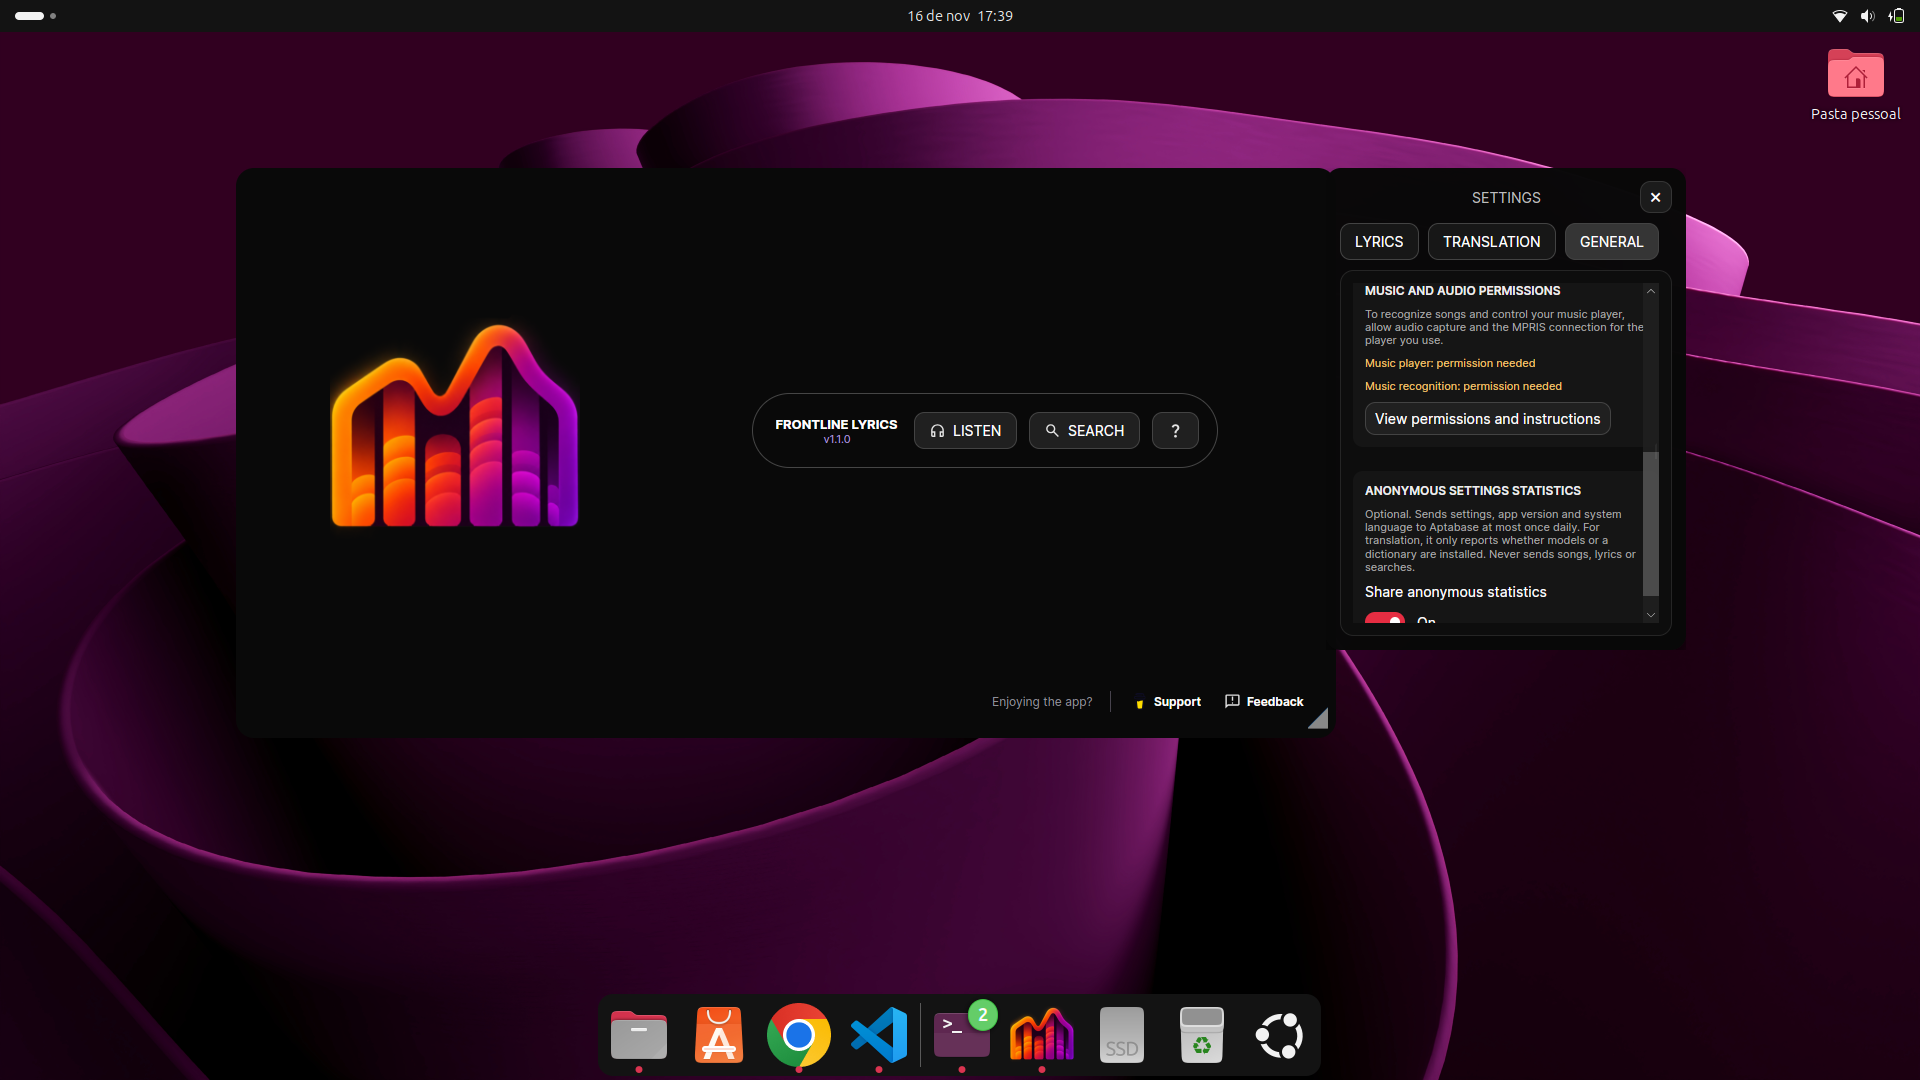 16 de nov 17:39
Pasta pessoal
SETTINGS
LYRICS
TRANSLATION
GENERAL
MUSIC AND AUDIO PERMISSIONS
To recognize songs and control your music player,
allow audio capture and the MPRIS connection for the
player you use.
Music player: permission needed
Music recognition: permission needed
View permissions and instructions
ANONYMOUS SETTINGS STATISTICS
Optional. Sends settings, app version and system
language to Aptabase at most once daily. For
translation, it only reports whether models or a
dictionary are installed. Never sends songs, lyrics or
searches.
Share anonymous statistics
On
FRONTLINE LYRICS
v1.1.0
LISTEN
SEARCH
?
Enjoying the app?
Support
Feedback
>_
2
SSD